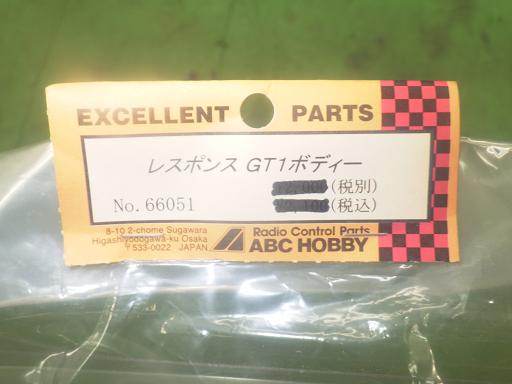 EXCELLENT PARTS
レスポンス GT1ボディー
(税別)
No. 66051 (税込)
8-10 2-chome Sugawara
Higashiyodogawa-ku Osaka
〒533-0022 JAPAN
Radio Control Parts
ABC HOBBY